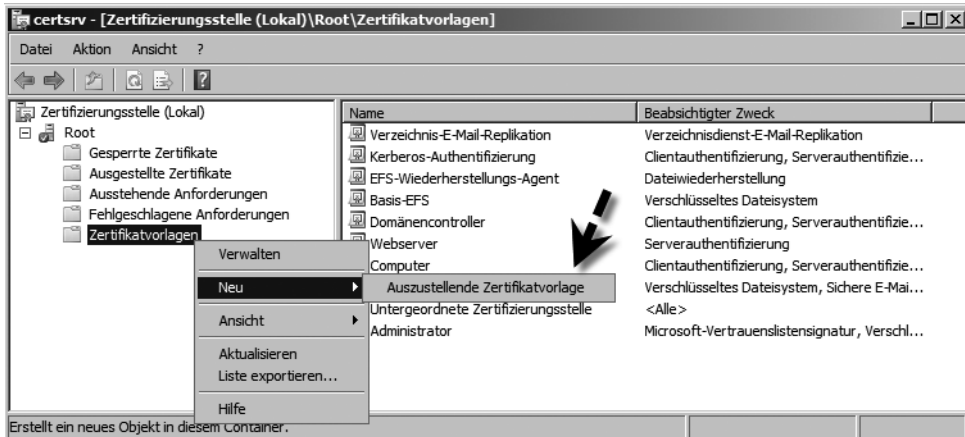 certsrv - [Zertifizierungsstelle (Lokal)\Root\Zertifikatvorlagen]
Datei Aktion Ansicht ?
Zertifizierungsstelle (Lokal)
Root
Gesperrte Zertifikate
Ausgestellte Zertifikate
Ausstehende Anforderungen
Fehlgeschlagene Anforderungen
Zertifikatvorlagen
Verwalten
Neu
Ansicht
Aktualisieren
Liste exportieren...
Hilfe
Auszustellende Zertifikatvorlage
Name Beabsichtigter Zweck
Verzeichnis-E-Mail-Replikation Verzeichnisdienst-E-Mail-Replikation
Kerberos-Authentifizierung Clientauthentifizierung, Serverauthentifizie...
EFS-Wiederherstellungs-Agent Dateiwiederherstellung
Basis-EFS Verschlüsseltes Dateisystem
Domänencontroller Clientauthentifizierung, Serverauthentifizie...
Webserver Serverauthentifizierung
Computer Clientauthentifizierung, Serverauthentifizie...
Verschlüsseltes Dateisystem, Sichere E-Mai...
Untergeordnete Zertifizierungsstelle <Alle>
Administrator Microsoft-Vertrauenslistensignatur, Verschl...
Erstellt ein neues Objekt in diesem Container.